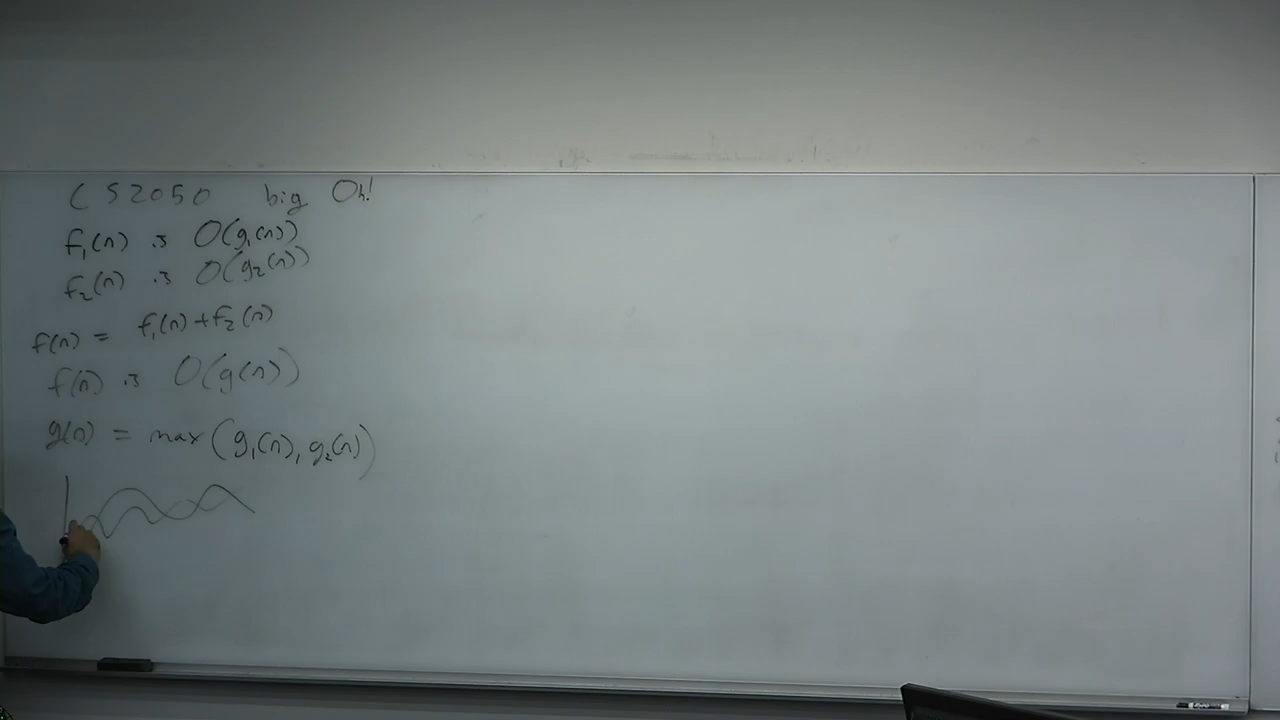 CS2050 big Oh!
f₁(n) is O(g₁(n))
f₂(n) is O(g₂(n))
f(n) = f₁(n)+f₂(n)
f(n) is O(g(n))
g(n) = max(g₁(n), g₂(n))